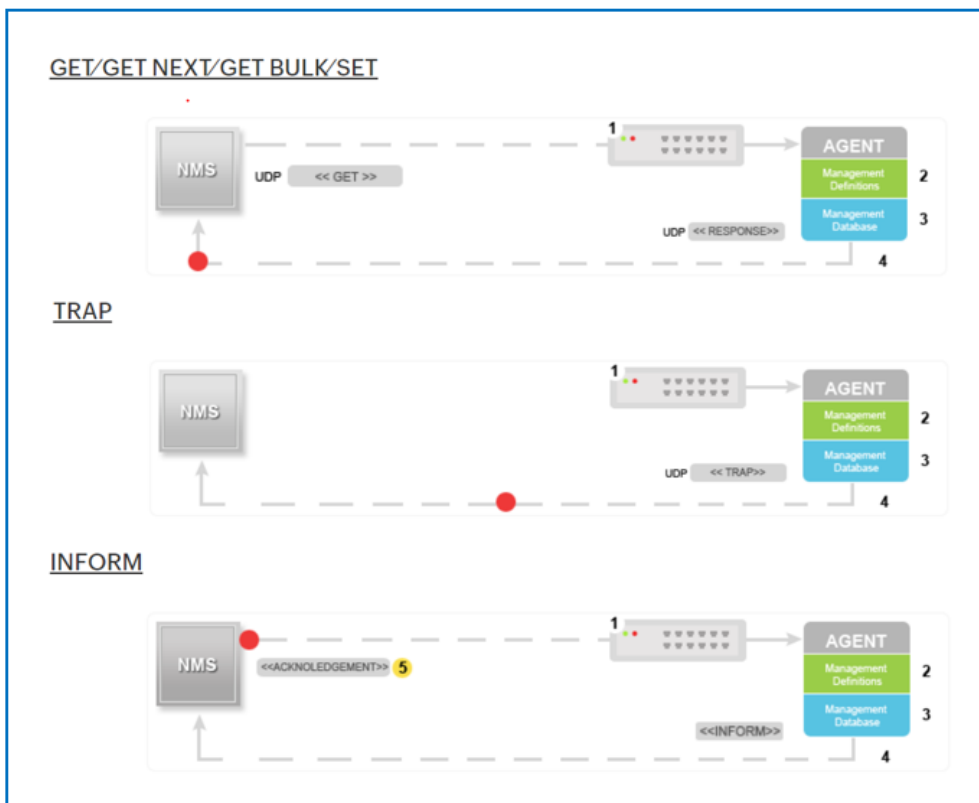 GET/GET NEXT/GET BULK/SET
1
NMS
AGENT
UDP
<< GET >>
Management
Definitions
2
Management
Database
3
UDP
<< RESPONSE>>
4
TRAP
1
NMS
AGENT
Management
Definitions
2
Management
Database
3
UDP
<< TRAP>>
4
INFORM
1
NMS
AGENT
<<ACKNOLEDGEMENT>>
5
Management
Definitions
2
Management
Database
3
<<INFORM>>
4